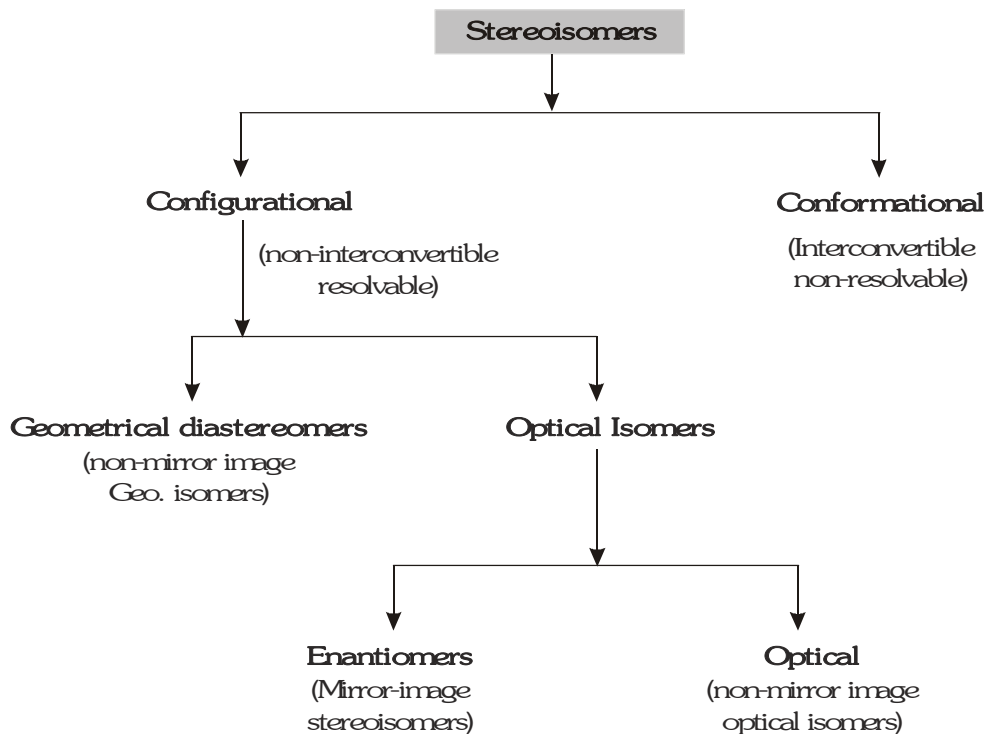 Stereoisomers
Configurational
Conformational
(non-interconvertible
resolvable)
(Interconvertible
non-resolvable)
Geometrical diastereomers
(non-mirror image
Geo. isomers)
Optical Isomers
Enantiomers
(Mirror-image
stereoisomers)
Optical
(non-mirror image
optical isomers)